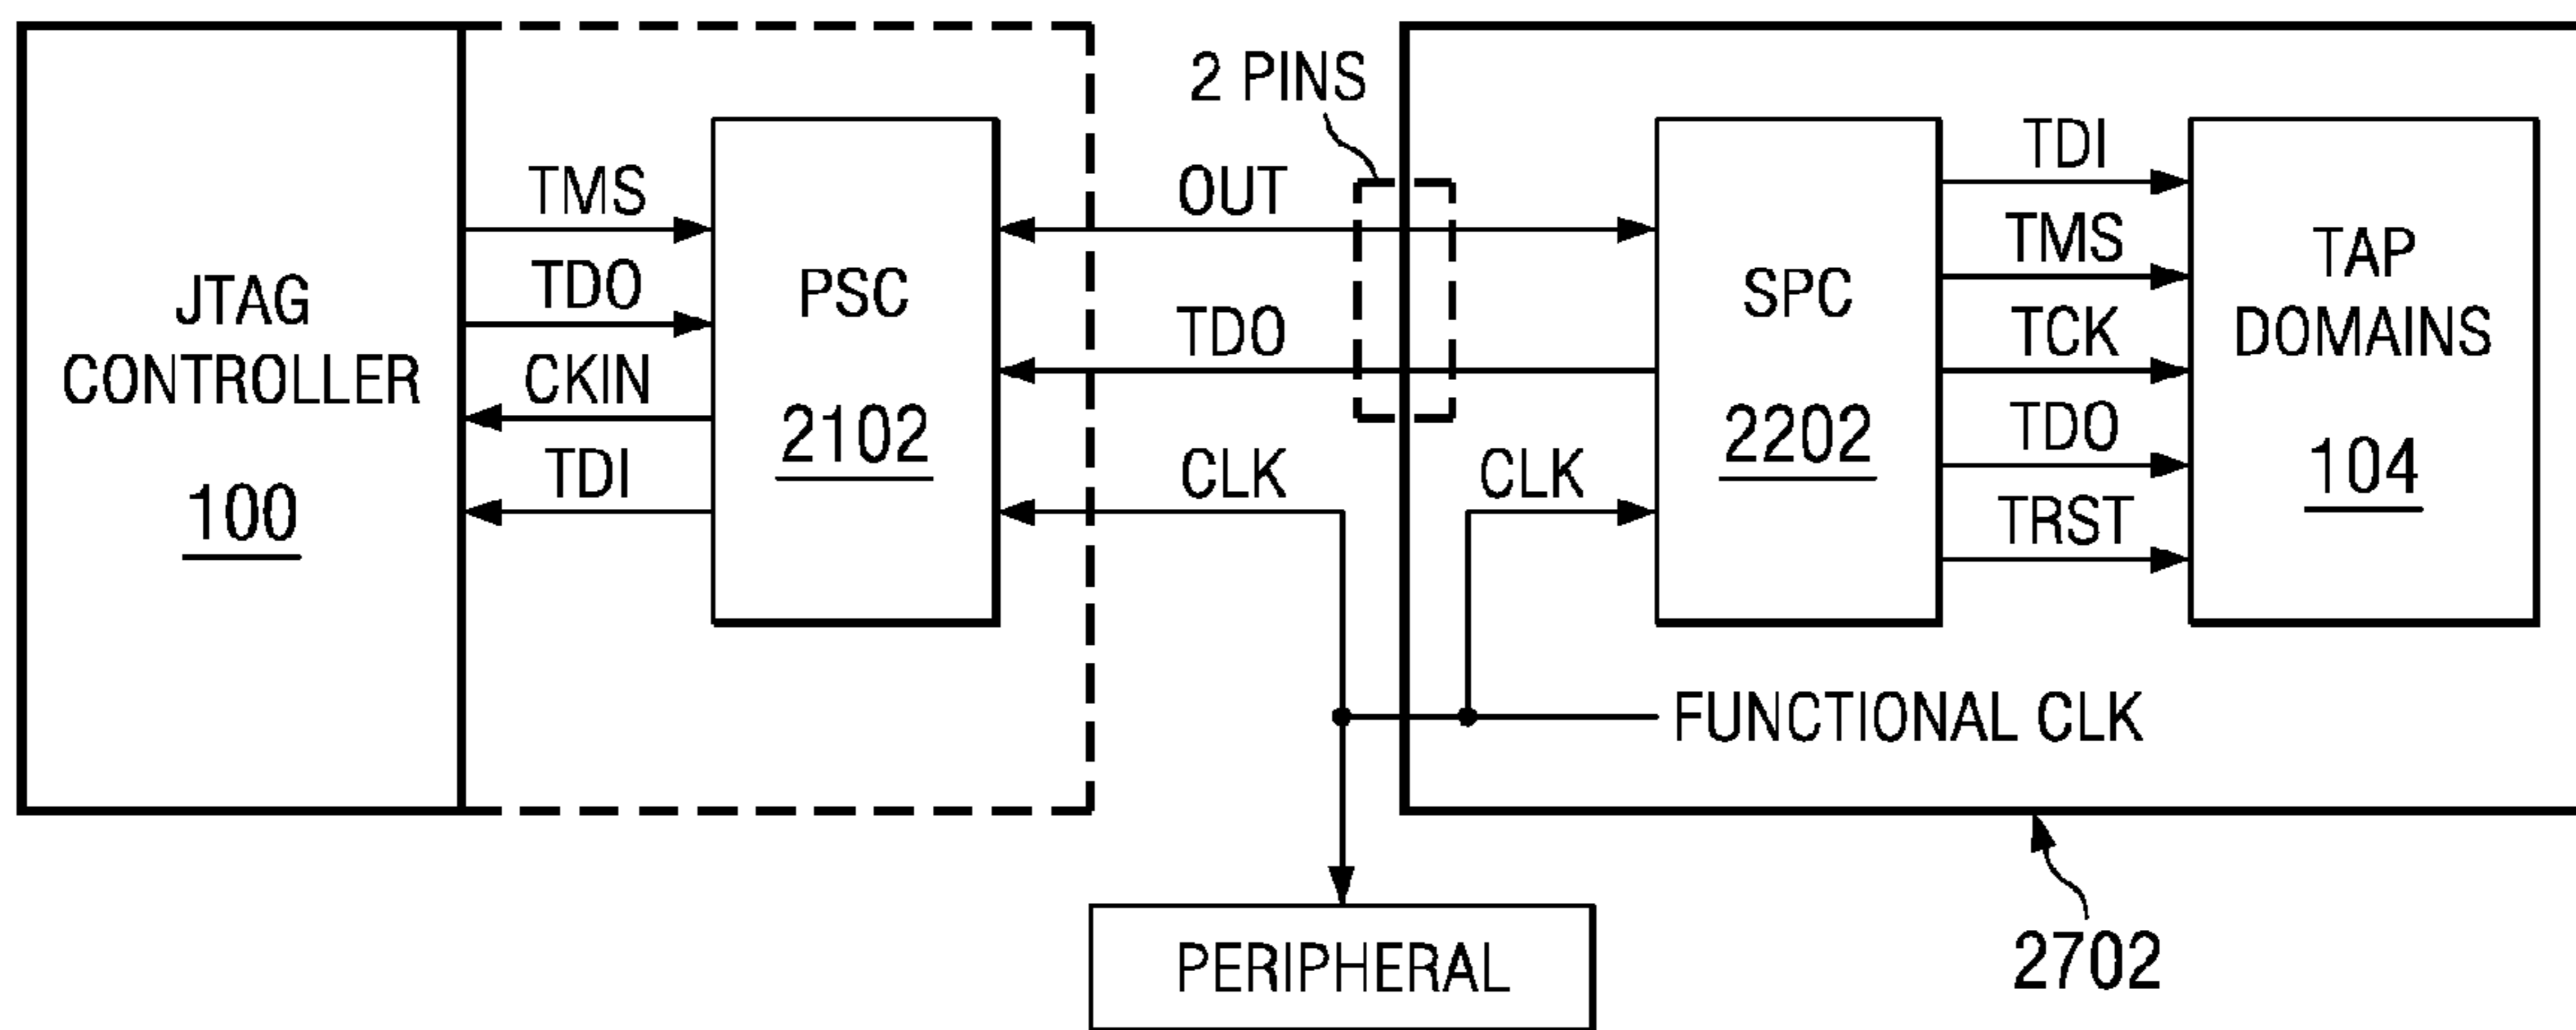 JTAG
CONTROLLER
100
TMS
TDO
CKIN
TDI
PSC
2102
OUT
TDO
CLK
2 PINS
CLK
SPC
2202
TDI
TMS
TCK
TDO
TRST
TAP
DOMAINS
104
FUNCTIONAL CLK
PERIPHERAL
2702